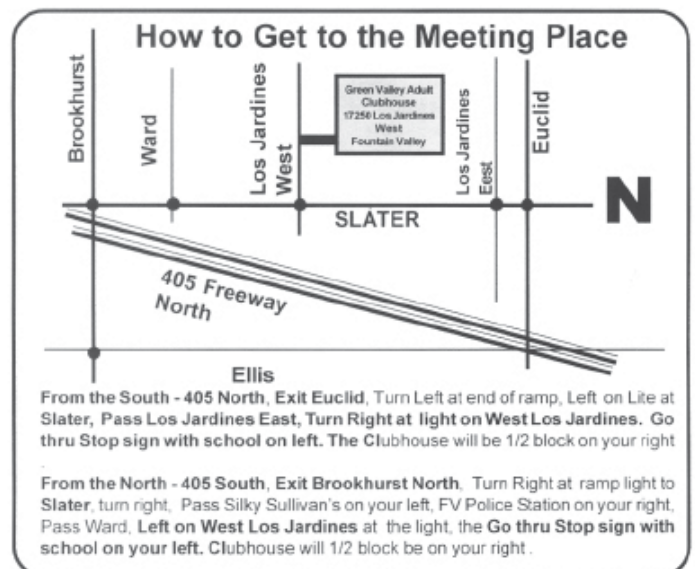 How to Get to the Meeting Place
Brookhurst
Ward
Los Jardines
West
Green Valley Adult
Clubhouse
17250 Los Jardines
West
Fountain Valley
Los Jardines
Eest
Euclid
N
SLATER
405 Freeway
North
Ellis
From the South - 405 North, Exit Euclid, Turn Left at end of ramp, Left on Lite at
Slater, Pass Los Jardines East, Turn Right at light on West Los Jardines. Go
thru Stop sign with school on left. The Clubhouse will be 1/2 block on your right
.
From the North - 405 South, Exit Brookhurst North, Turn Right at ramp light to
Slater, turn right, Pass Silky Sullivan's on your left, FV Police Station on your right,
Pass Ward, Left on West Los Jardines at the light, the Go thru Stop sign with
school on your left. Clubhouse will 1/2 block be on your right .